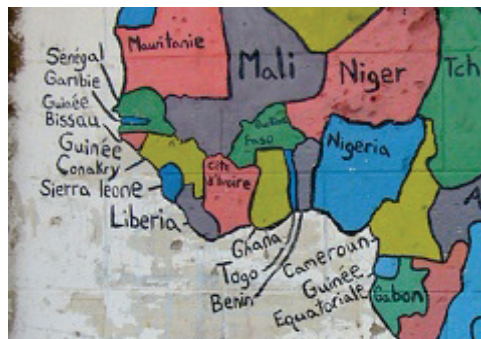 Mauritanie
Mali
Niger
Tch
Sénégal
Gambie
Guinée
Bissau
Guinée
Conakry
Sierra leone
Liberia
Côte
d'Ivoire
Faso
Nigeria
Ghana
Togo
Benin
Cameroun
Guinée
Equatoriale
Gabon
A
C